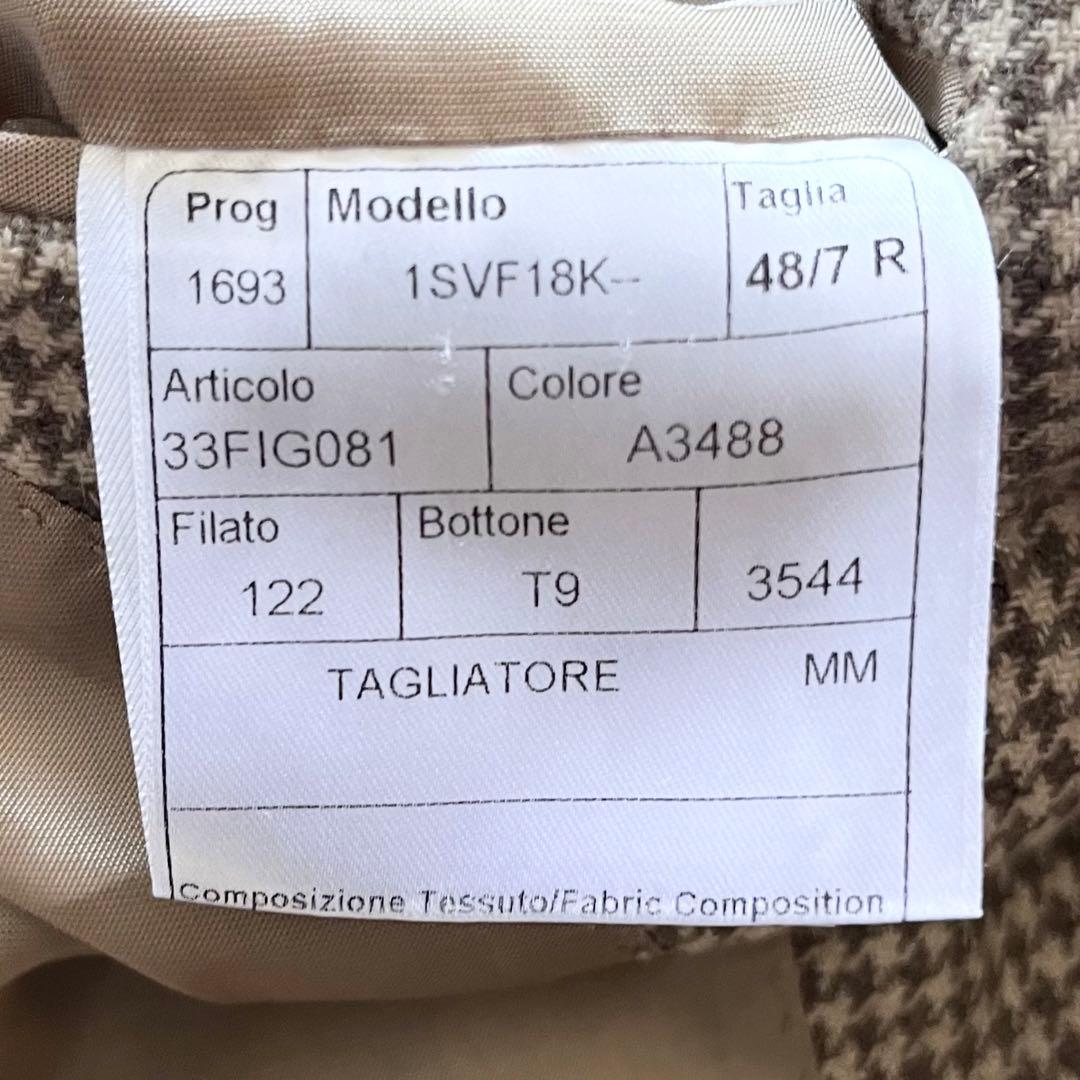 Prog Modello Taglia
1693 1SVF18K-- 48/7 R
Articolo Colore
33FIG081 A3488
Filato Bottone
122 T9 3544
TAGLIATORE MM
Composizione Tessuto/Fabric Composition